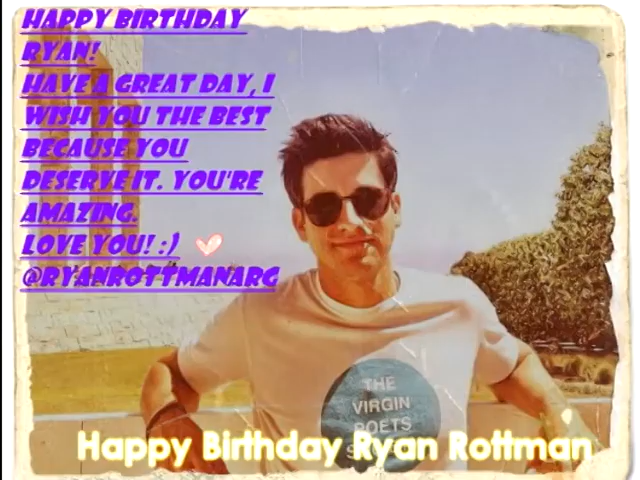 HAPPY BIRTHDAY
RYAN!
HAVE A GREAT DAY, I
WISH YOU THE BEST
BECAUSE YOU
DESERVE IT. YOU'RE
AMAZING.
LOVE YOU! :)
@RYANROTTMANARG
THE
VIRGIN
POETS
Happy Birthday Ryan Rottman